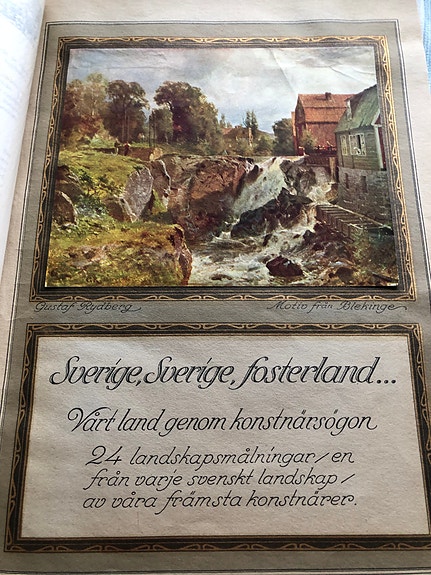 Gustaf Rydberg
Motiv från Blekinge
Sverige, Sverige, fosterland...
Vårt land genom konstnärsögon
24 landskapsmålningar/en
från varje svenskt landskap/
av våra främsta konstnärer.